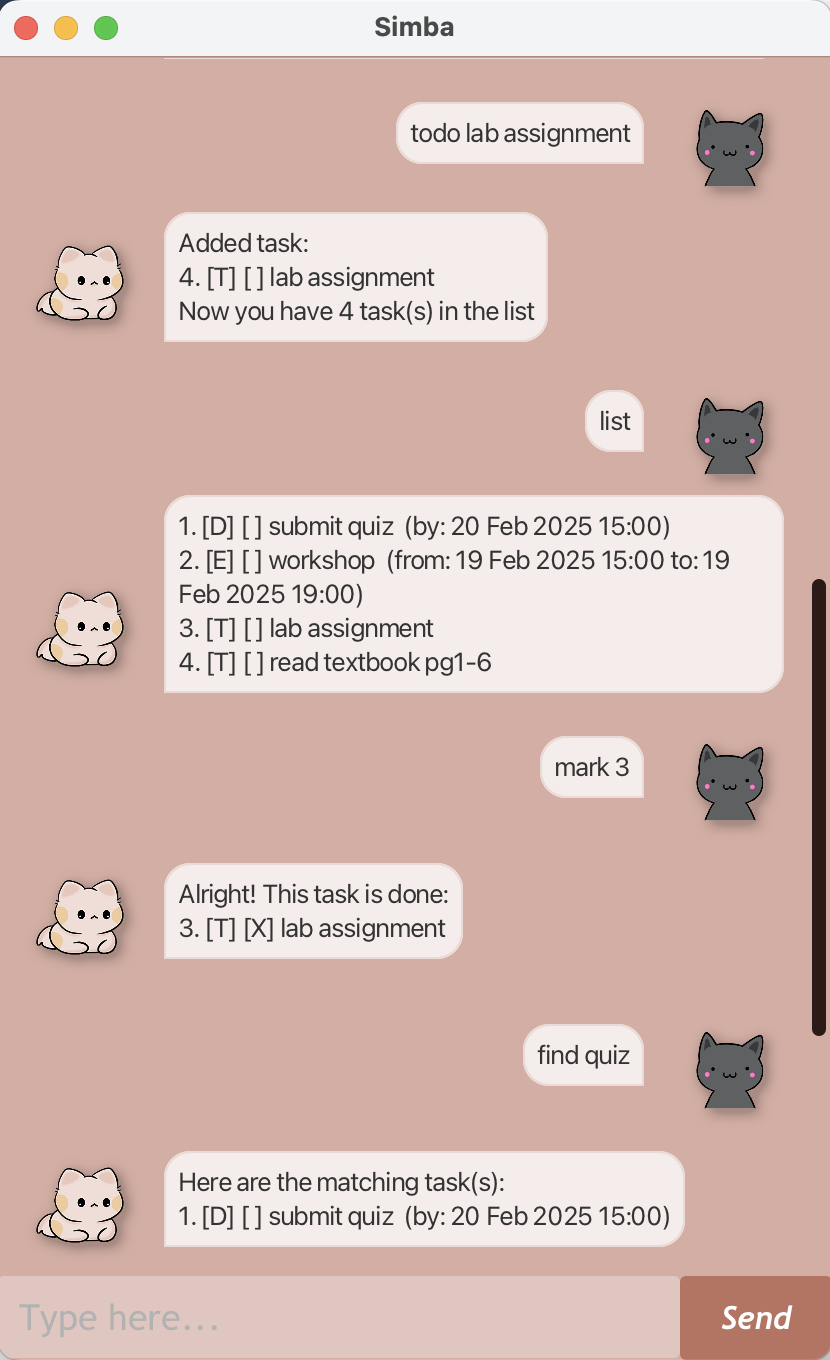 Simba
todo lab assignment
Added task:
4. [T] [ ] lab assignment
Now you have 4 task(s) in the list
list
1. [D] [ ] submit quiz  (by: 20 Feb 2025 15:00)
2. [E] [ ] workshop  (from: 19 Feb 2025 15:00 to: 19
Feb 2025 19:00)
3. [T] [ ] lab assignment
4. [T] [ ] read textbook pg1-6
mark 3
Alright! This task is done:
3. [T] [X] lab assignment
find quiz
Here are the matching task(s):
1. [D] [ ] submit quiz  (by: 20 Feb 2025 15:00)
Type here...
Send